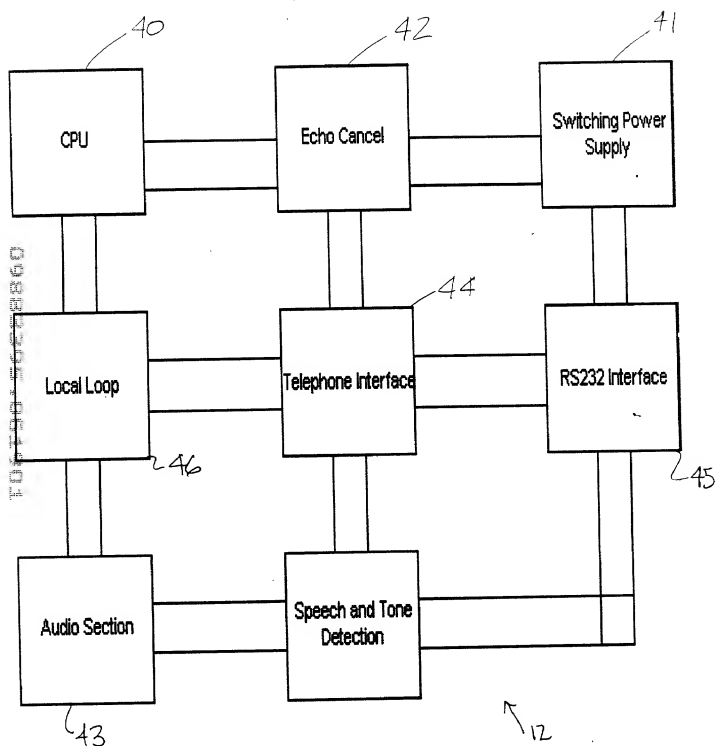 40
42
41
CPU
Echo Cancel
Switching Power
Supply
44
Local Loop
Telephone Interface
RS232 Interface
46
45
Audio Section
Speech and Tone
Detection
43
12